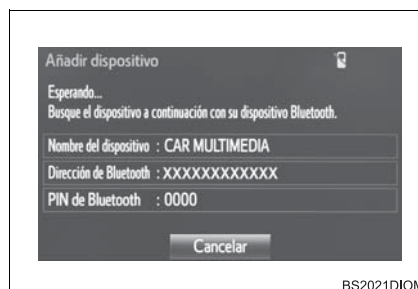 Añadir dispositivo
Esperando...
Busque el dispositivo a continuación con su dispositivo Bluetooth.
Nombre del dispositivo : CAR MULTIMEDIA
Dirección de Bluetooth : XXXXXXXXXXXX
PIN de Bluetooth : 0000
Cancelar
BS2021DIOM